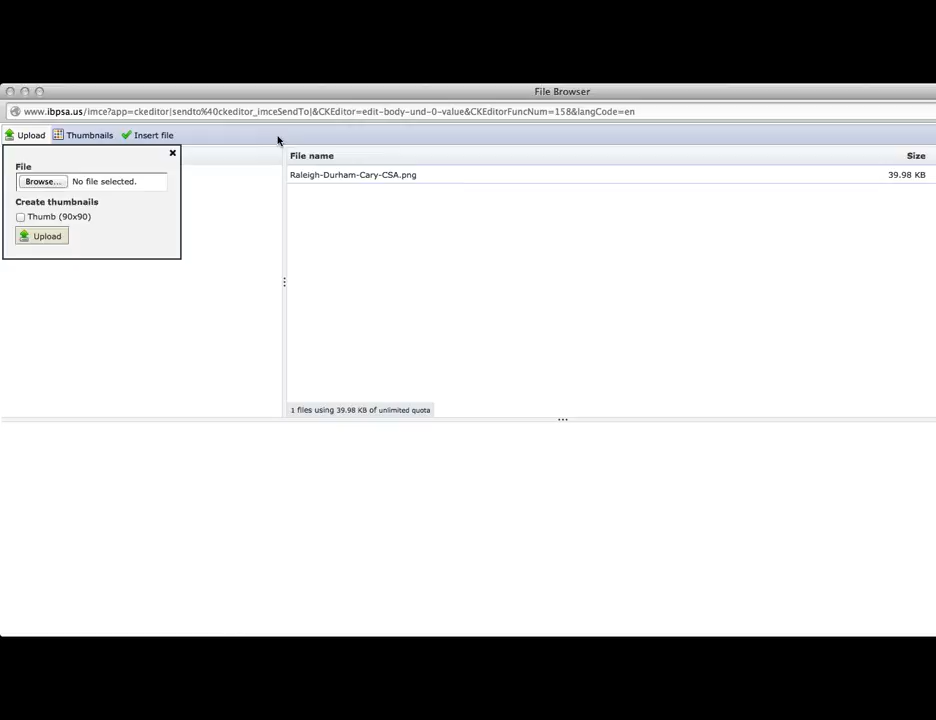 File Browser
www.ibpsa.us/imce?app=ckeditor|sendto%40ckeditor_imceSendTo|&CKEditor=edit-body-und-0-value&CKEditorFuncNum=158&langCode=en
Upload Thumbnails Insert file
File name Size
Raleigh-Durham-Cary-CSA.png 39.98 KB
File
Browse... No file selected.
Create thumbnails
Thumb (90x90)
Upload
1 files using 39.98 KB of unlimited quota